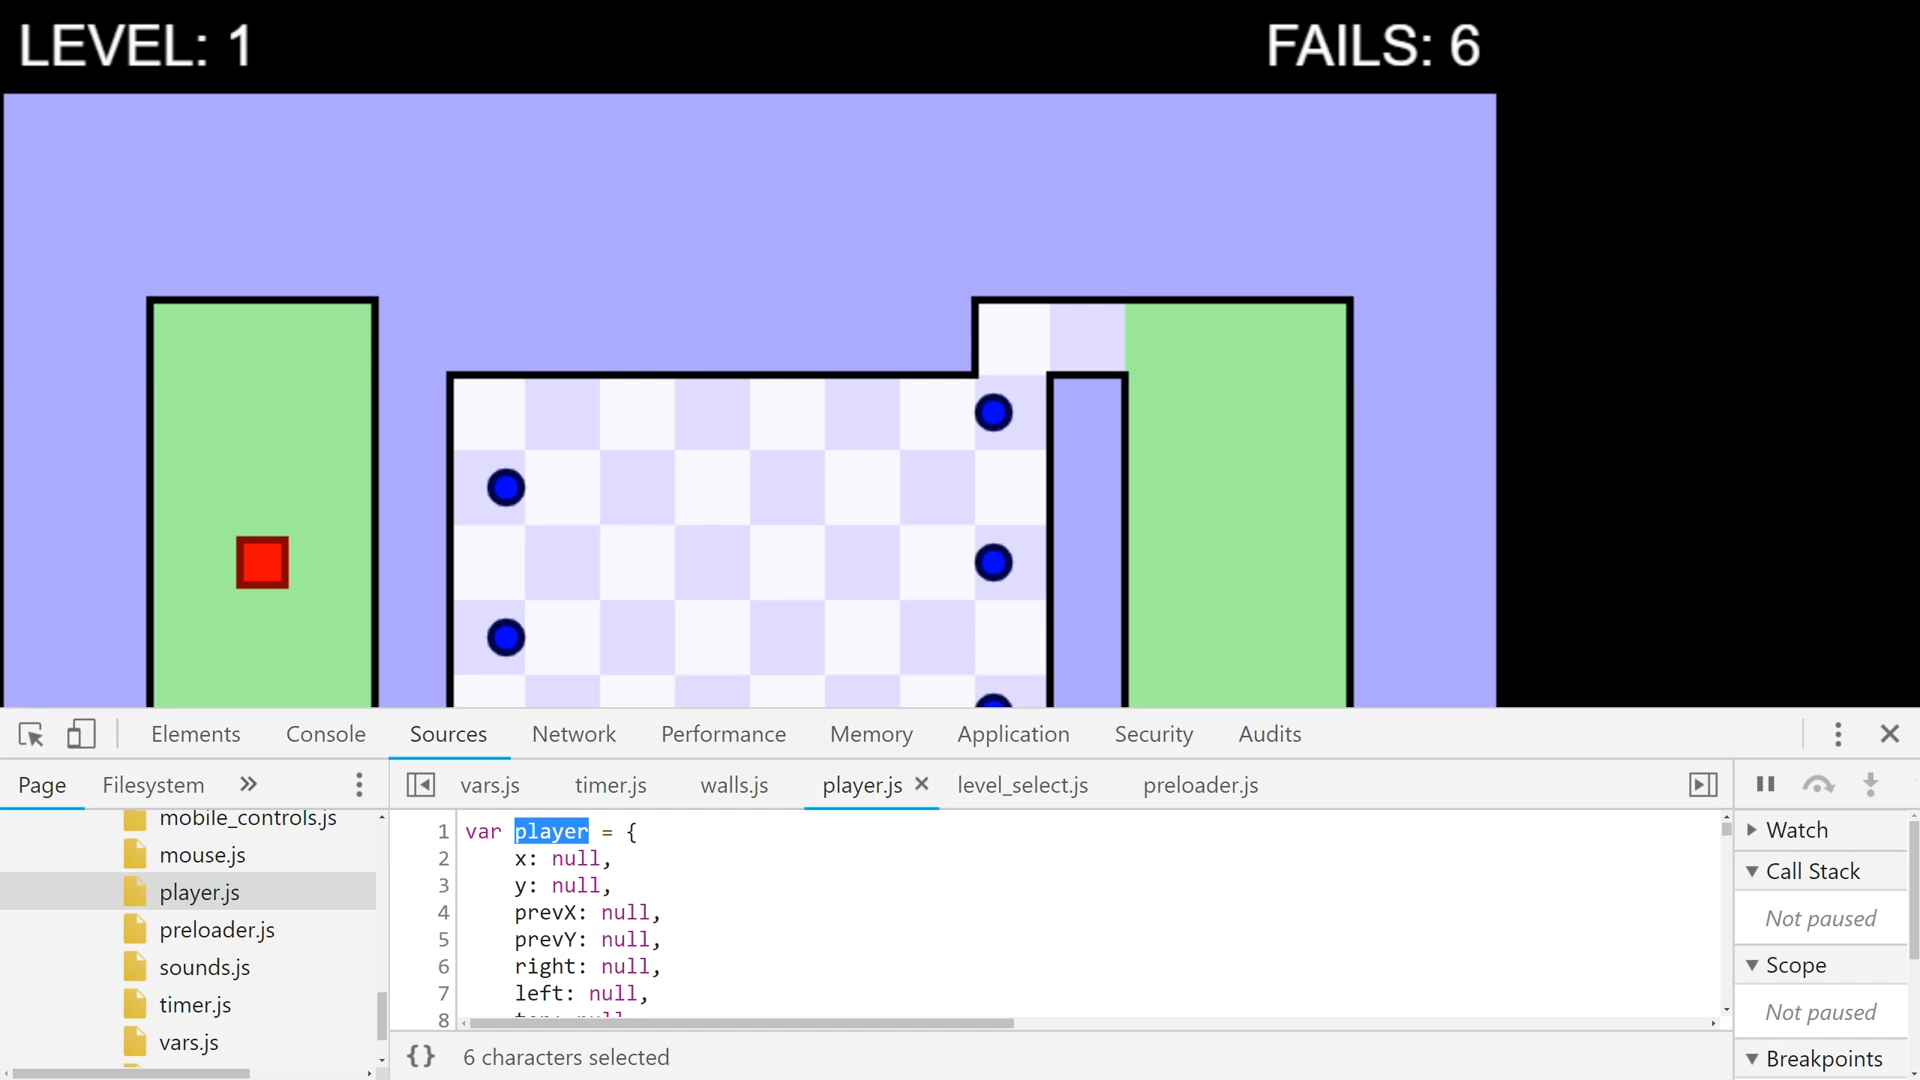 LEVEL: 1 FAILS: 6
Elements Console Sources Network Performance Memory Application Security Audits
Page Filesystem » vars.js timer.js walls.js player.js × level_select.js preloader.js
mobile_controls.js
mouse.js
player.js
preloader.js
sounds.js
timer.js
vars.js
1 var player = {
2 x: null,
3 y: null,
4 prevX: null,
5 prevY: null,
6 right: null,
7 left: null,
8
{} 6 characters selected
Watch
Call Stack
Not paused
Scope
Not paused
Breakpoints